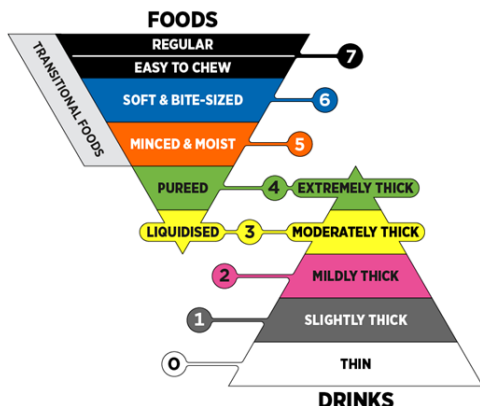 FOODS
REGULAR
7
EASY TO CHEW
TRANSITIONAL FOODS
SOFT & BITE-SIZED
6
MINCED & MOIST
5
PUREED
4
EXTREMELY THICK
LIQUIDISED
3
MODERATELY THICK
2
MILDLY THICK
1
SLIGHTLY THICK
0
THIN
DRINKS